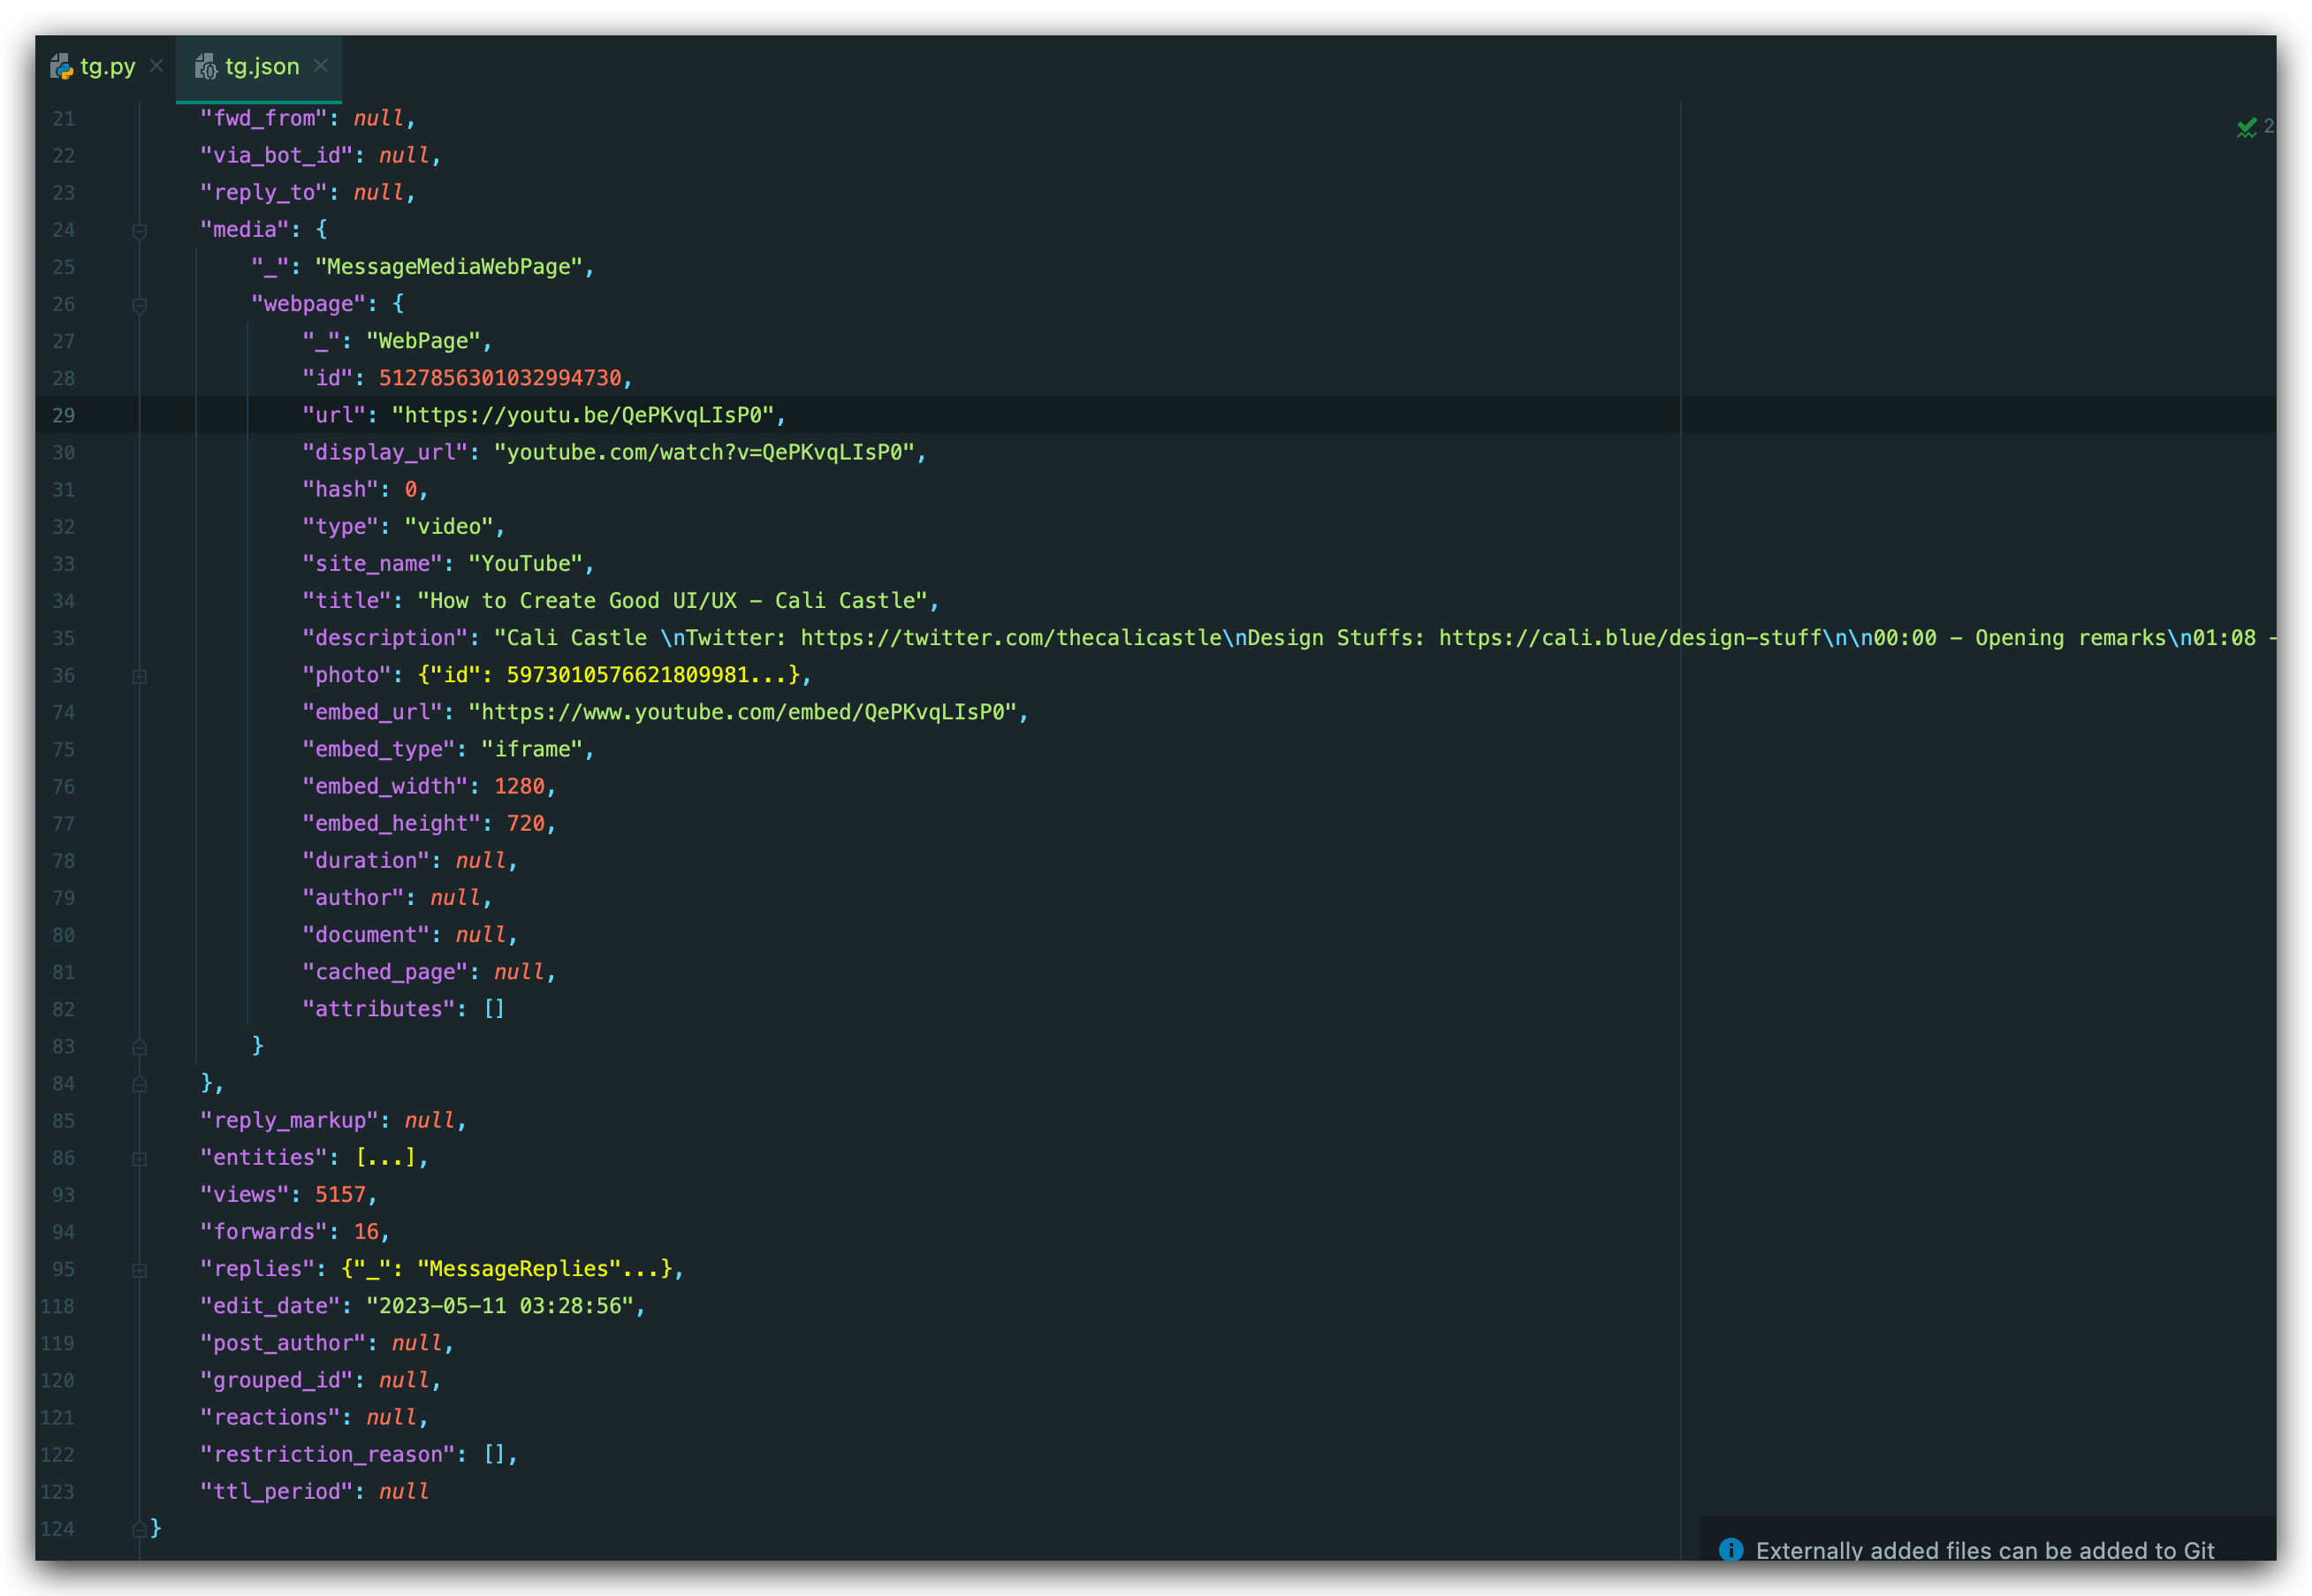 tg.py
tg.json
21 "fwd_from": null,
22 "via_bot_id": null,
23 "reply_to": null,
24 "media": {
25 "_": "MessageMediaWebPage",
26 "webpage": {
27 "_": "WebPage",
28 "id": 5127856301032994730,
29 "url": "https://youtu.be/QePKvqLIsP0",
30 "display_url": "youtube.com/watch?v=QePKvqLIsP0",
31 "hash": 0,
32 "type": "video",
33 "site_name": "YouTube",
34 "title": "How to Create Good UI/UX – Cali Castle",
35 "description": "Cali Castle \nTwitter: https://twitter.com/thecalicastle\nDesign Stuffs: https://cali.blue/design-stuff\n\n00:00 – Opening remarks\n01:08 –
36 "photo": {"id": 5973010576621809981...},
74 "embed_url": "https://www.youtube.com/embed/QePKvqLIsP0",
75 "embed_type": "iframe",
76 "embed_width": 1280,
77 "embed_height": 720,
78 "duration": null,
79 "author": null,
80 "document": null,
81 "cached_page": null,
82 "attributes": []
83 }
84 },
85 "reply_markup": null,
86 "entities": [...],
93 "views": 5157,
94 "forwards": 16,
95 "replies": {"_": "MessageReplies"...},
118 "edit_date": "2023-05-11 03:28:56",
119 "post_author": null,
120 "grouped_id": null,
121 "reactions": null,
122 "restriction_reason": [],
123 "ttl_period": null
124 }
2
Externally added files can be added to Git